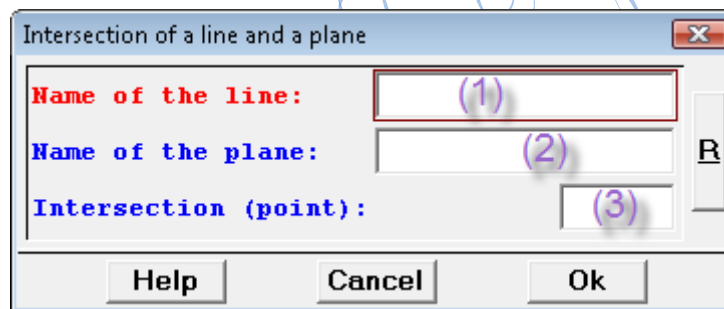 Intersection of a line and a plane
Name of the line: (1)
Name of the plane: (2)
R
Intersection (point): (3)
Help Cancel Ok